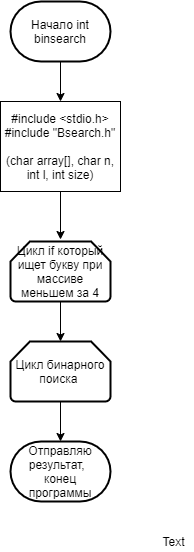 Начало int
binsearch
#include <stdio.h>
#include "Bsearch.h"
(char array[], char n,
int l, int size)
Цикл if который
ищет букву при
массиве
меньшем за 4
Цикл бинарного
поиска
Отправляю
результат,
конец
программы
Text